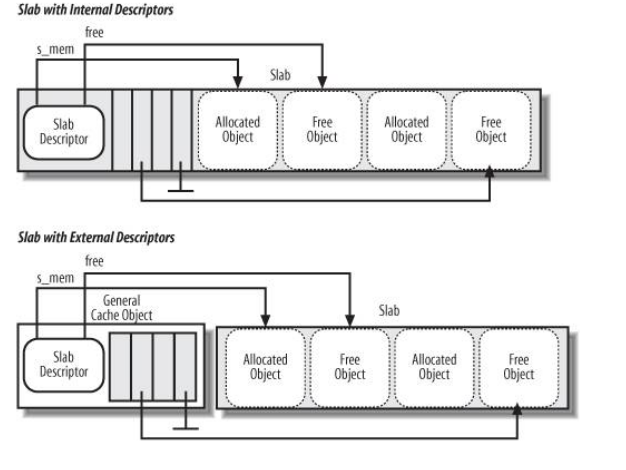 Slab with Internal Descriptors
free
s_mem
Slab
Slab
Descriptor
Allocated
Object
Free
Object
Allocated
Object
Free
Object
Slab with External Descriptors
free
s_mem
General
Cache Object
Slab
Slab
Descriptor
Allocated
Object
Free
Object
Allocated
Object
Free
Object